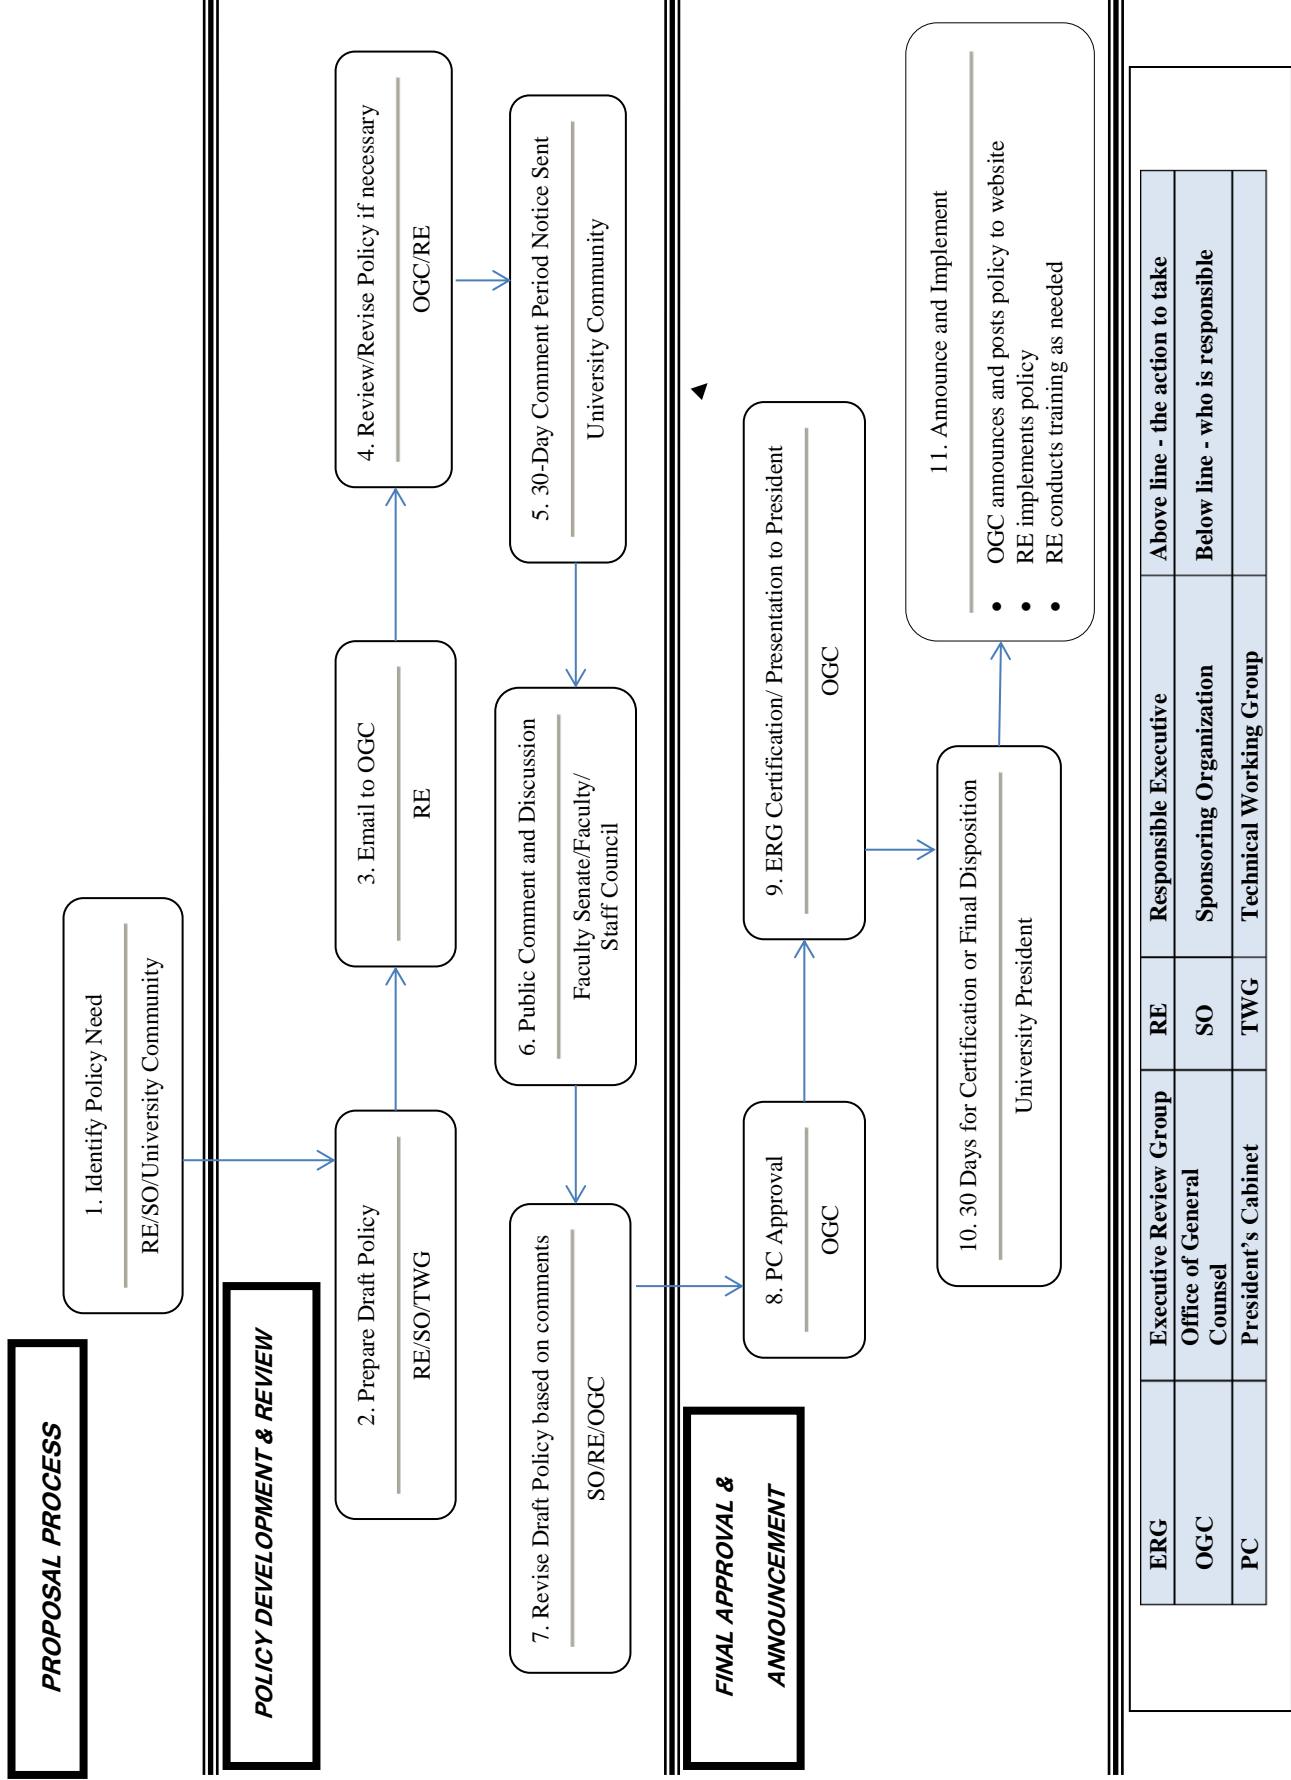 PROPOSAL PROCESS
1. Identify Policy Need
RE/SO/University Community
POLICY DEVELOPMENT & REVIEW
2. Prepare Draft Policy
RE/SO/TWG
3. Email to OGC
RE
4. Review/Revise Policy if necessary
OGC/RE
5. 30-Day Comment Period Notice Sent
University Community
6. Public Comment and Discussion
Faculty Senate/Faculty/
Staff Council
7. Revise Draft Policy based on comments
SO/RE/OGC
FINAL APPROVAL &
ANNOUNCEMENT
8. PC Approval
OGC
9. ERG Certification/ Presentation to President
OGC
10. 30 Days for Certification or Final Disposition
University President
11. Announce and Implement
• OGC announces and posts policy to website
• RE implements policy
• RE conducts training as needed
ERG Executive Review Group RE Responsible Executive Above line - the action to take
OGC Office of General
Counsel SO Sponsoring Organization Below line - who is responsible
PC President’s Cabinet TWG Technical Working Group